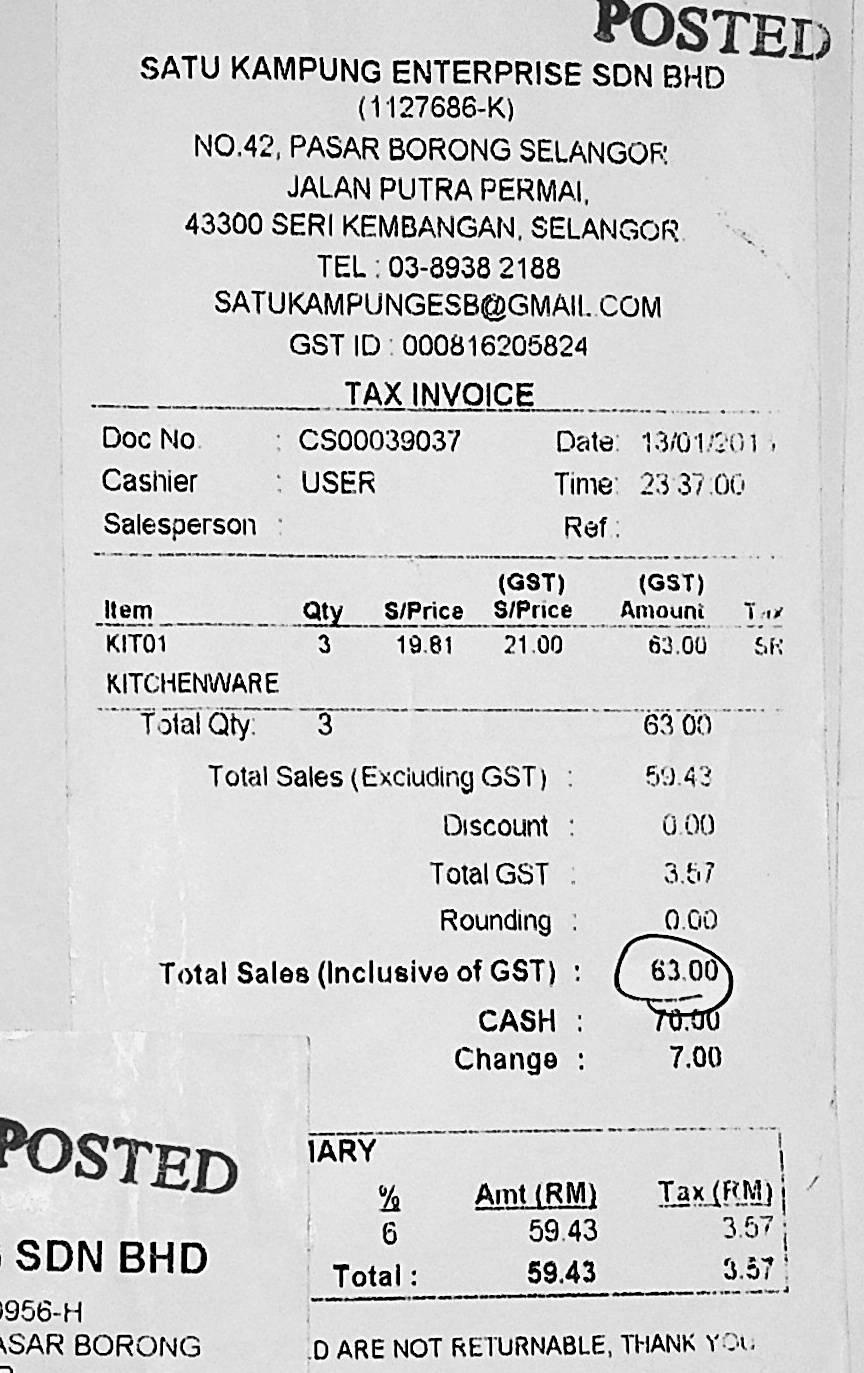 POSTED
SATU KAMPUNG ENTERPRISE SDN BHD
(1127686-K)
NO.42, PASAR BORONG SELANGOR
JALAN PUTRA PERMAI,
43300 SERI KEMBANGAN, SELANGOR.
TEL : 03-8938 2188
SATUKAMPUNGESB@GMAIL.COM
GST ID : 000816205824
TAX INVOICE
Doc No. : CS00039037 Date: 13/01/201
Cashier : USER Time: 23:37:00
Salesperson : Ref.:
(GST) (GST)
Item Qty S/Price S/Price Amount Tax
KIT01 3 19.81 21.00 63.00 SR
KITCHENWARE
Total Qty: 3 63.00
Total Sales (Excluding GST) : 59.43
Discount : 0.00
Total GST : 3.57
Rounding : 0.00
Total Sales (Inclusive of GST) : 63.00
CASH : 70.00
Change : 7.00
IARY
% Amt (RM) Tax (RM)
6 59.43 3.57
Total : 59.43 3.57
D ARE NOT RETURNABLE, THANK YOU
POSTED
SDN BHD
956-H
ASAR BORONG